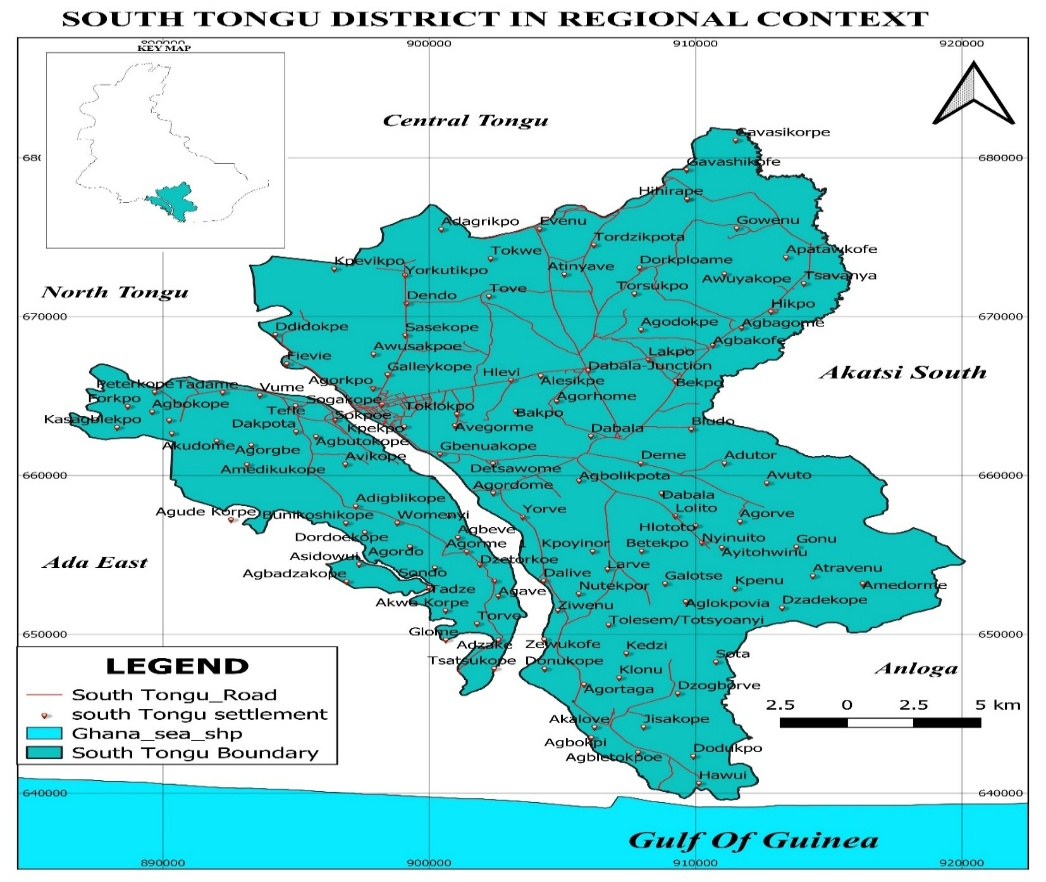 SOUTH TONGU DISTRICT IN REGIONAL CONTEXT
900000
910000
920000
KEY MAP
Central Tongu
Gavasikorpe
680000
Gavashikofe
Hihirape
Adagrikpo
Evenu
Gowenu
Tordzikpota
Tokwe
Apatawkofe
Kpevikpo
Yorkutikpo
Atinyave
Dorkploame
Awuyakope
Tsavanya
North Tongu
Dendo
Tove
Torsukpo
Hikpo
670000
670000
Ddidokpe
Sasekope
Agodokpe
Agbagome
Awusakpoe
Agbakofe
Fievie
Galleykope
Hlevi
Dabala-Junction
Lakpo
Akatsi South
Peterkope
Tadame
Vume
Agorkpo
Alesikpe
Bekpo
Forkpo
Agbokope
Sogakope
Toklokpo
Agorhome
Kasagblekpo
Tefle
Sokpoe
Bakpo
Dakpota
Kpekpo
Avegorme
Dabala
Bludo
Akudome
Agorgbe
Agbutokope
Gbenuakope
Avikope
Detsawome
Deme
Adutor
660000
660000
Amedikukope
Agbolikpota
Avuto
Adigblikope
Agordome
Dabala
Agude Korpe
Bunikoshikope
Womenyi
Yorve
Lolito
Agorve
Dordoekope
Agbeve
Hlototo
Nyinuito
Gonu
Asidowui
Agordo
Agorme
Kpoyinor
Betekpo
Ayitohwinu
Ada East
Dzetorkoe
Agbadzakope
Sondo
Dalive
Larve
Galotse
Kpenu
Amedorme
Tadze
Agave
Nutekpor
Akwe Korpe
Ziwenu
Aglokpovia
Dzadekope
Torvo
Tolesem/Totsyoanyi
650000
650000
Glome
Adzake
Zewukofe
Kedzi
Sota
Tsatsukope
Donukope
Klonu
Anloga
LEGEND
Agortaga
Dzogborve
South Tongu_Road
2.5 0 2.5 5 km
south Tongu settlement
Akalove
Jisakope
Ghana_sea_shp
Agbokpi
South Tongu Boundary
Agbletokpoe
Dodukpo
Hawui
640000
640000
Gulf Of Guinea
890000
900000
910000
920000